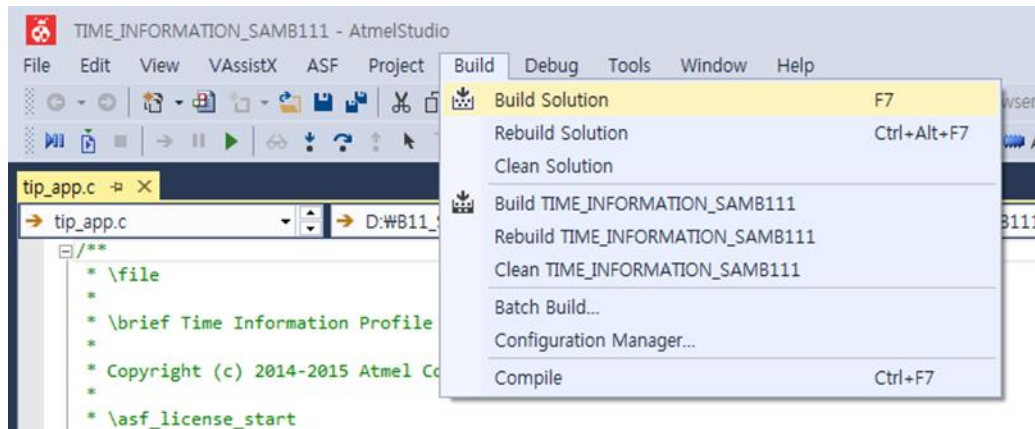 TIME_INFORMATION_SAMB111 - AtmelStudio
File Edit View VAssistX ASF Project Build Debug Tools Window Help
Build Solution F7
Rebuild Solution Ctrl+Alt+F7
Clean Solution
Build TIME_INFORMATION_SAMB111
Rebuild TIME_INFORMATION_SAMB111
Clean TIME_INFORMATION_SAMB111
Batch Build...
Configuration Manager...
Compile Ctrl+F7
tip_app.c
tip_app.c D:₩B11_
/**
* \file
*
* \brief Time Information Profile
*
* Copyright (c) 2014-2015 Atmel
*
* \asf_license_start